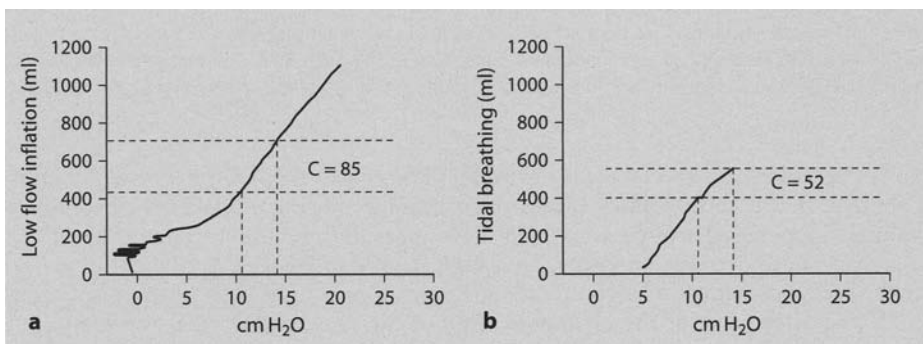 Low flow inflation (ml)
1200
1000
800
600
400
200
0
C = 85
0 5 10 15 20 25 30
cm H₂O
a
Tidal breathing (ml)
1200
1000
800
600
400
200
0
C = 52
0 5 10 15 20 25 30
cm H₂O
b